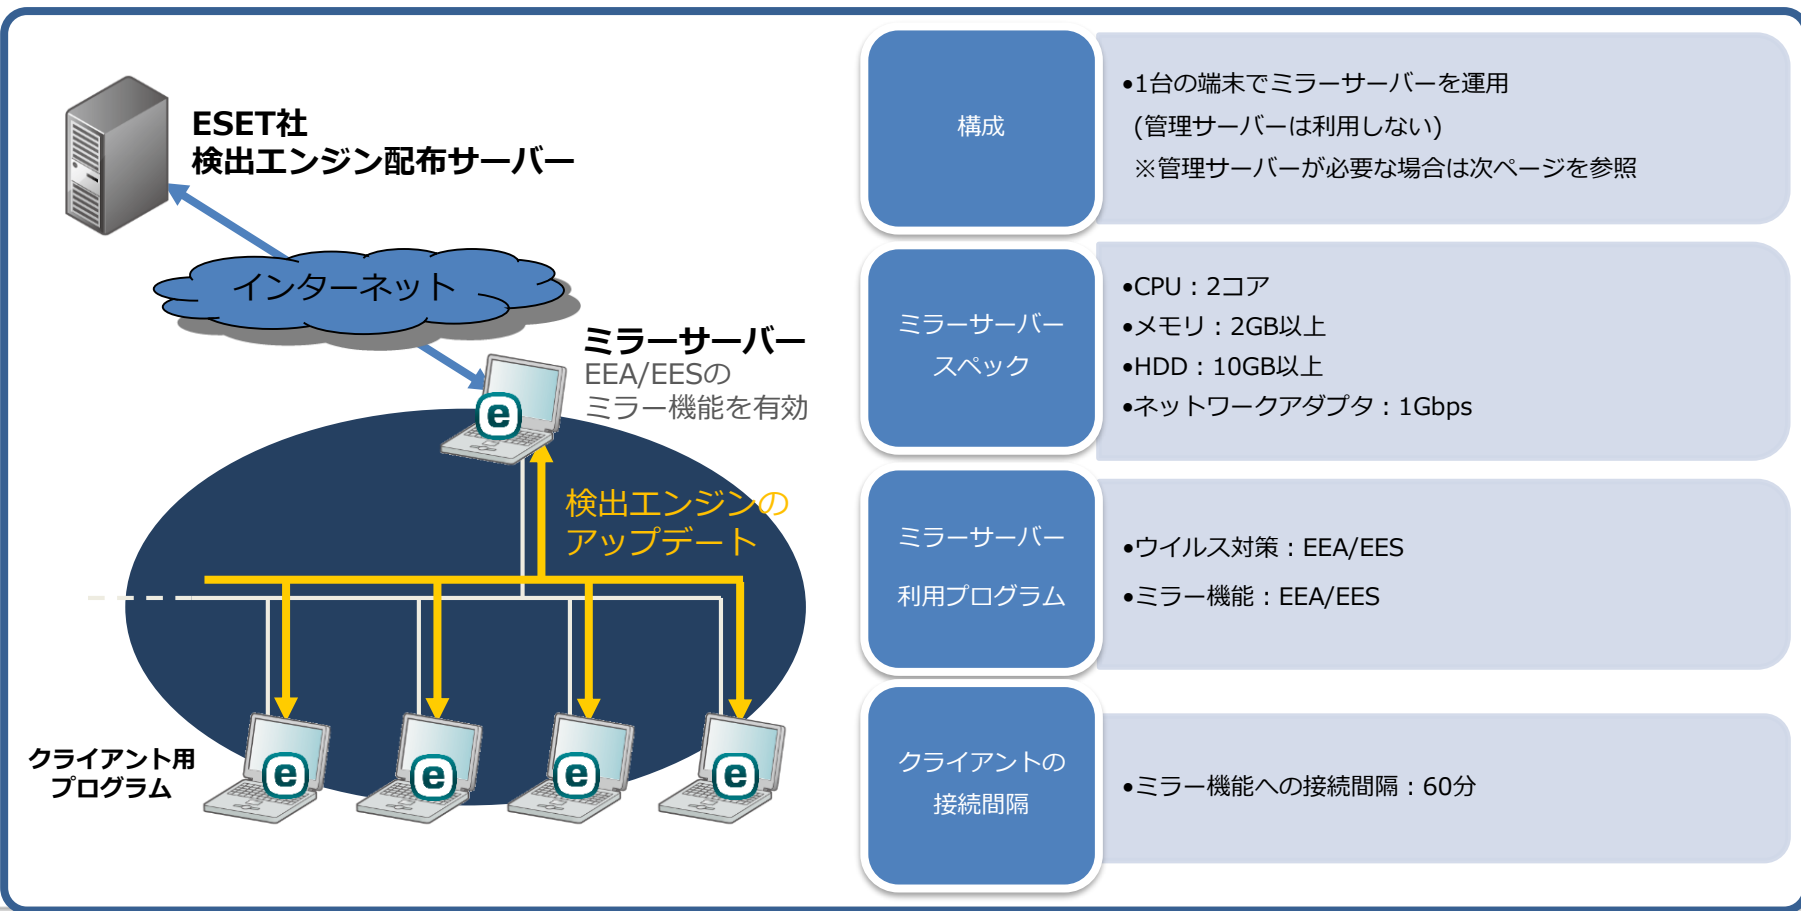 ESET社
検出エンジン配布サーバー
インターネット
ミラーサーバー
EEA/EESの
ミラー機能を有効
e
検出エンジンの
アップデート
クライアント用
プログラム
e
e
e
e
構成
•1台の端末でミラーサーバーを運用
(管理サーバーは利用しない)
※管理サーバーが必要な場合は次ページを参照
ミラーサーバー
スペック
•CPU：2コア
•メモリ：2GB以上
•HDD：10GB以上
•ネットワークアダプタ：1Gbps
ミラーサーバー
利用プログラム
•ウイルス対策：EEA/EES
•ミラー機能：EEA/EES
クライアントの
接続間隔
•ミラー機能への接続間隔：60分